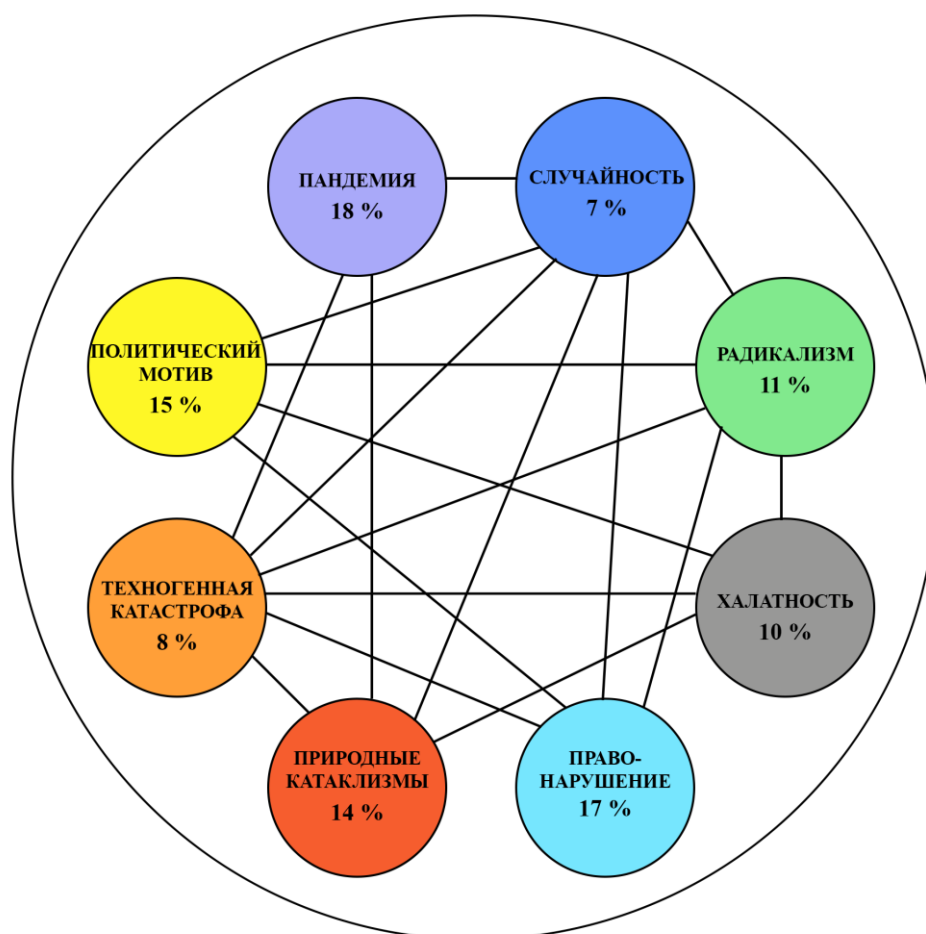 ПАНДЕМИЯ
18 %
СЛУЧАЙНОСТЬ
7 %
ПОЛИТИЧЕСКИЙ
МОТИВ
15 %
РАДИКАЛИЗМ
11 %
ТЕХНОГЕННАЯ
КАТАСТРОФА
8 %
ХАЛАТНОСТЬ
10 %
ПРИРОДНЫЕ
КАТАКЛИЗМЫ
14 %
ПРАВО-
НАРУШЕНИЕ
17 %